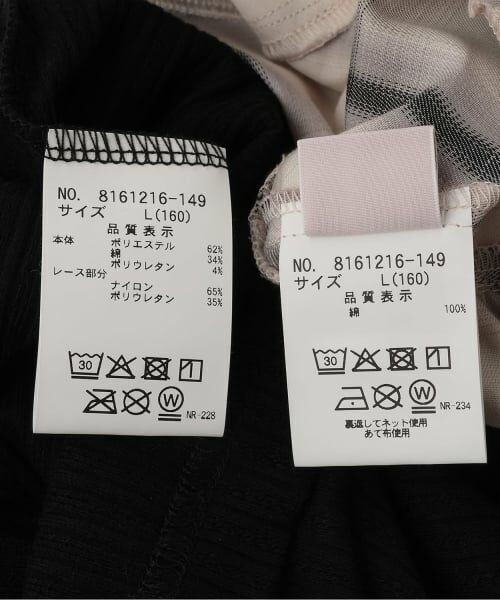 NO. 8161216-149
サイズ L(160)
品質表示
本体 ポリエステル 62%
綿 34%
ポリウレタン 4%
レース部分
ナイロン 65%
ポリウレタン 35%
30
W
NR-228
NO. 8161216-149
サイズ L(160)
品質表示
綿 100%
30
W
NR-234
裏返してネット使用
あて布使用